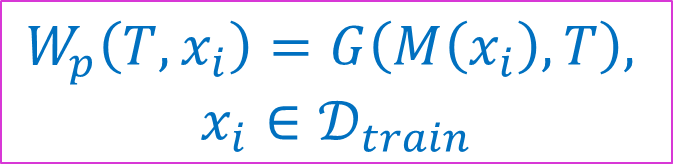 W_p(T, x_i) = G(M(x_i), T),
x_i ∈ 𝒟_train